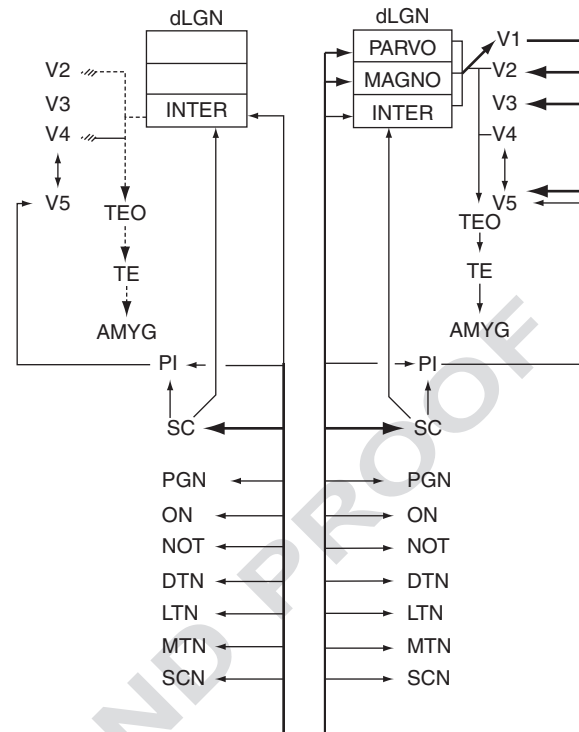 dLGN
V2
V3
V4
INTER
V5
TEO
TE
AMYG
PI
SC
PGN
ON
NOT
DTN
LTN
MTN
SCN
dLGN
PARVO
MAGNO
INTER
V1
V2
V3
V4
V5
TEO
TE
AMYG
PI
SC
PGN
ON
NOT
DTN
LTN
MTN
SCN
ND PROOF